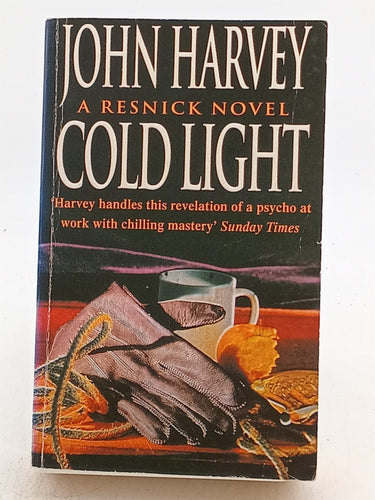 JOHN HARVEY
A RESNICK NOVEL
COLD LIGHT
'Harvey handles this revelation of a psycho at
work with chilling mastery' Sunday Times